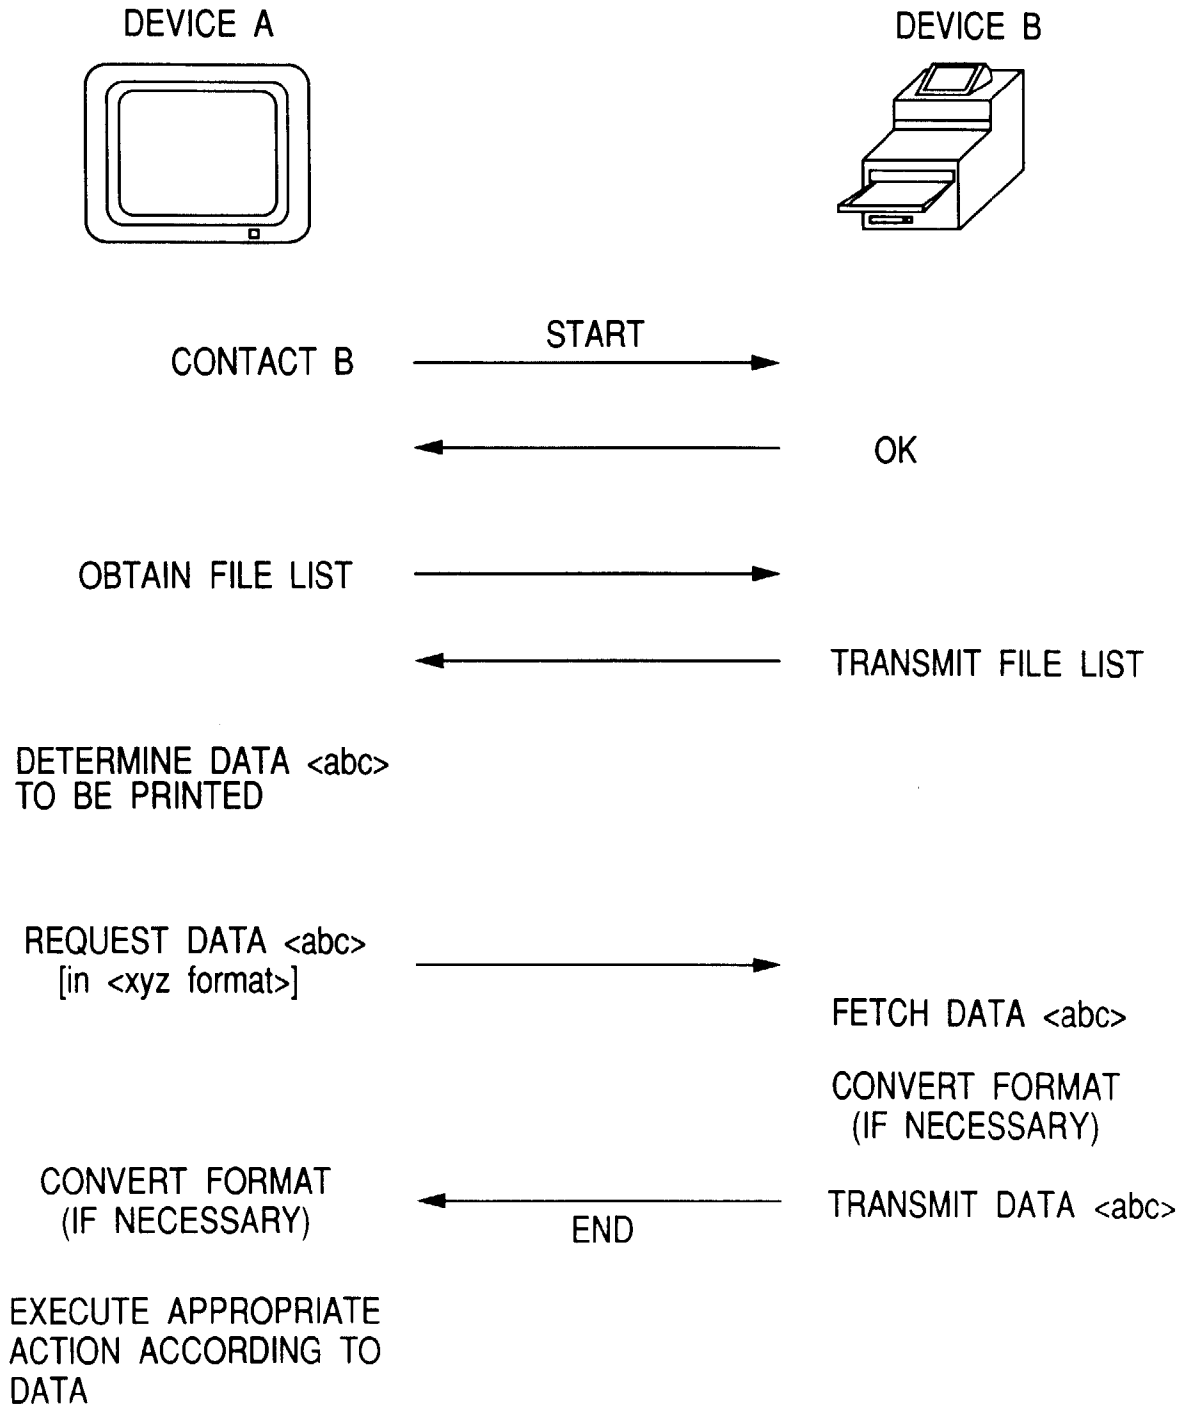 DEVICE A
DEVICE B
START
CONTACT B
OK
OBTAIN FILE LIST
TRANSMIT FILE LIST
DETERMINE DATA <abc>
TO BE PRINTED
REQUEST DATA <abc>
[in <xyz format>]
FETCH DATA <abc>
CONVERT FORMAT
(IF NECESSARY)
CONVERT FORMAT
(IF NECESSARY)
TRANSMIT DATA <abc>
END
EXECUTE APPROPRIATE
ACTION ACCORDING TO
DATA